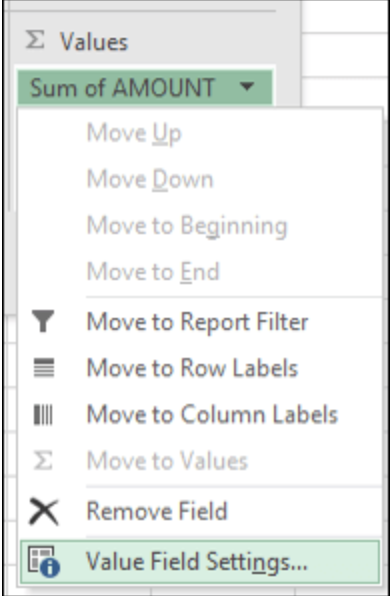 Σ Values
Sum of AMOUNT
Move Up
Move Down
Move to Beginning
Move to End
Move to Report Filter
Move to Row Labels
Move to Column Labels
Σ Move to Values
Remove Field
Value Field Settings...